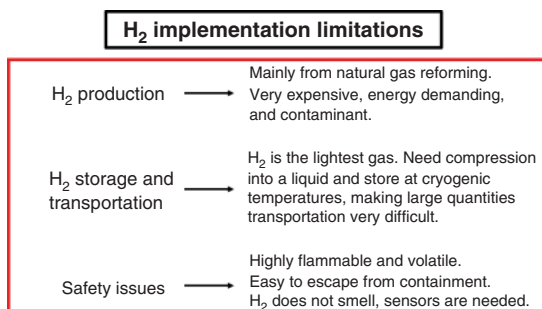 H₂ implementation limitations
H₂ production
Mainly from natural gas reforming.
Very expensive, energy demanding,
and contaminant.
H₂ storage and
transportation
H₂ is the lightest gas. Need compression
into a liquid and store at cryogenic
temperatures, making large quantities
transportation very difficult.
Safety issues
Highly flammable and volatile.
Easy to escape from containment.
H₂ does not smell, sensors are needed.